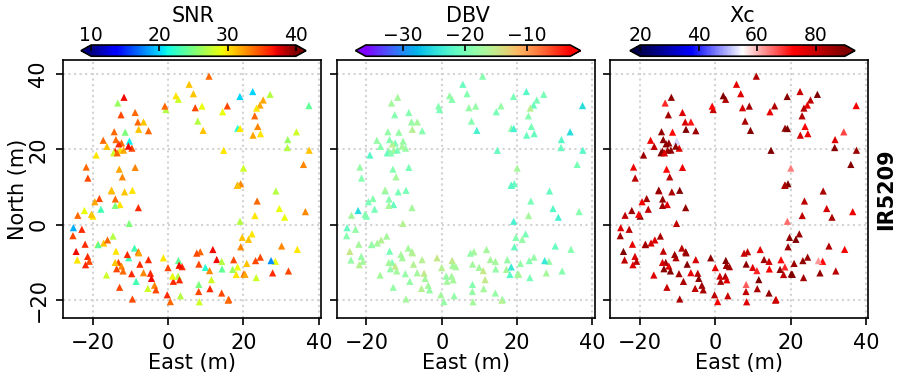 SNR DBV Xc
10 20 30 40 −30 −20 −10 20 40 60 80
40
20
0
−20
North (m)
−20 0 20 40 −20 0 20 40 −20 0 20 40
East (m) East (m) East (m)
IR5209